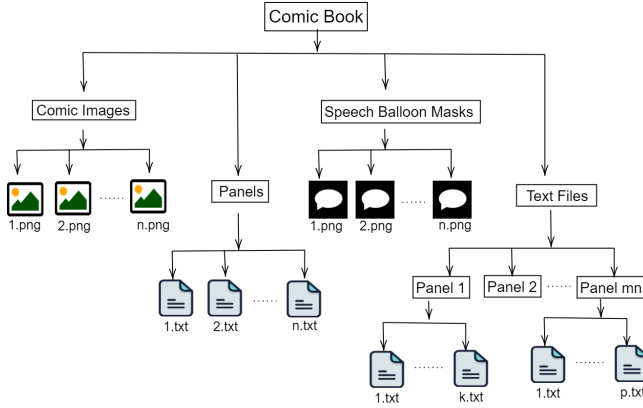 Comic Book
Comic Images
Speech Balloon Masks
1.png 2.png ...... n.png
Panels
1.png 2.png ...... n.png
Text Files
1.txt 2.txt ...... n.txt
Panel 1 Panel 2 ...... Panel mn
1.txt ....... k.txt 1.txt ....... p.txt